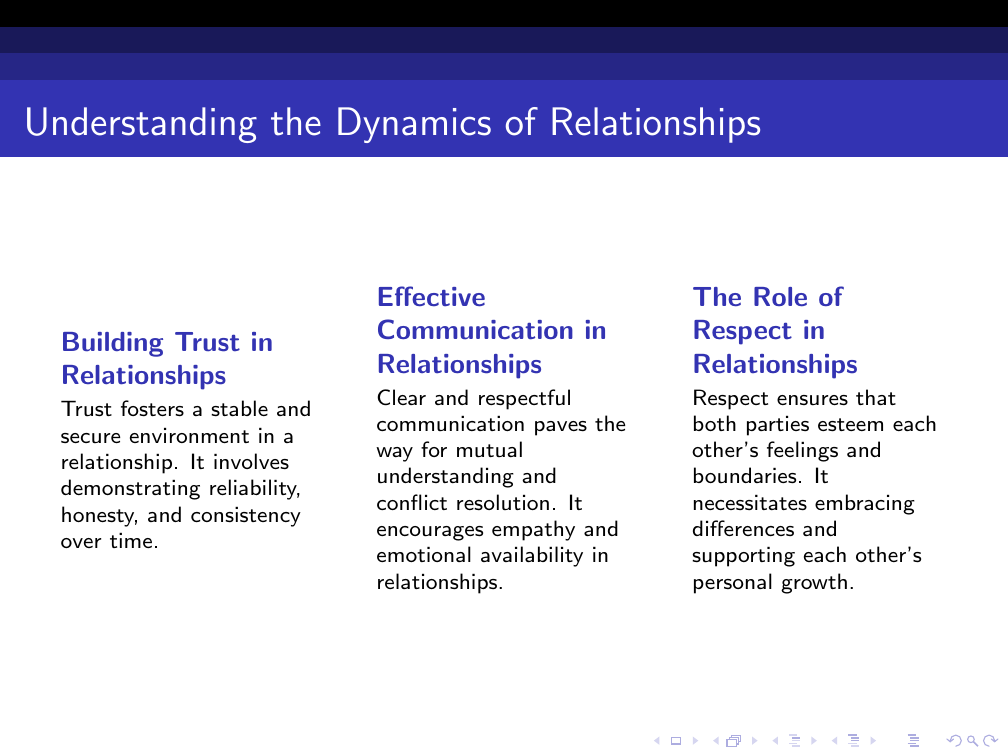 Understanding the Dynamics of Relationships
Building Trust in
Relationships
Trust fosters a stable and
secure environment in a
relationship. It involves
demonstrating reliability,
honesty, and consistency
over time.
Effective
Communication in
Relationships
Clear and respectful
communication paves the
way for mutual
understanding and
conflict resolution. It
encourages empathy and
emotional availability in
relationships.
The Role of
Respect in
Relationships
Respect ensures that
both parties esteem each
other's feelings and
boundaries. It
necessitates embracing
differences and
supporting each other's
personal growth.